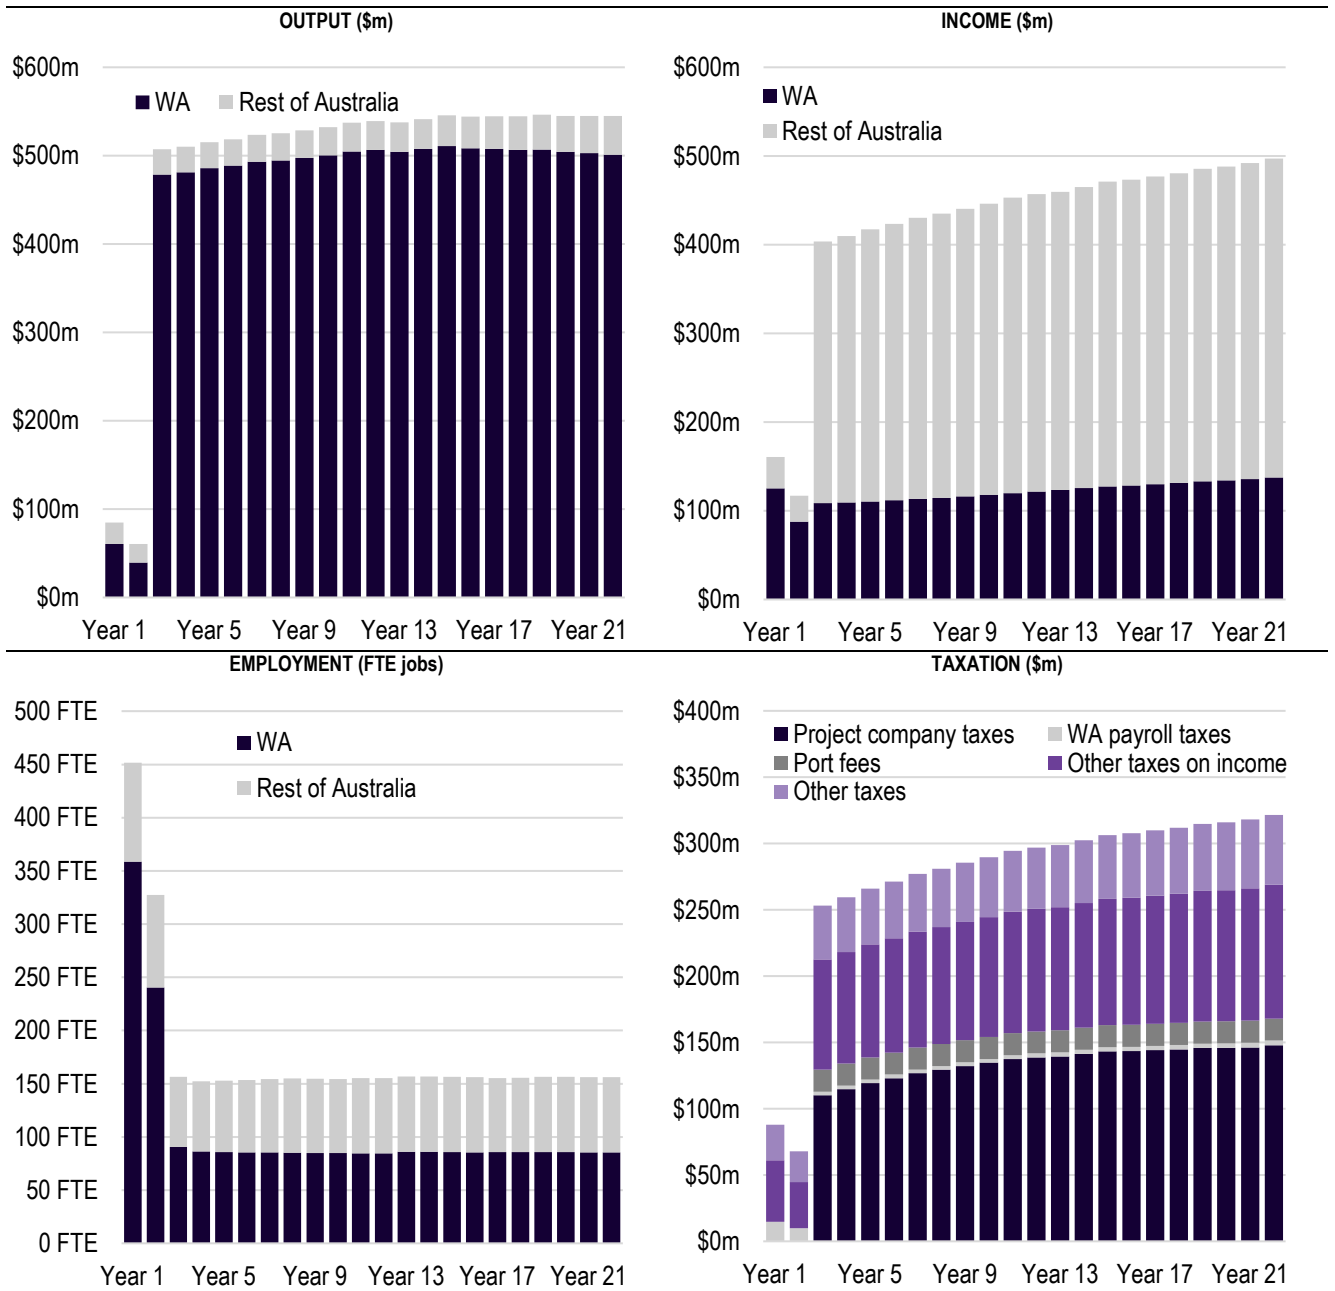 OUTPUT ($m)
$600m
WA
Rest of Australia
$500m
$400m
$300m
$200m
$100m
$0m
Year 1 Year 5 Year 9 Year 13 Year 17 Year 21
INCOME ($m)
$600m
WA
Rest of Australia
$500m
$400m
$300m
$200m
$100m
$0m
Year 1 Year 5 Year 9 Year 13 Year 17 Year 21
EMPLOYMENT (FTE jobs)
500 FTE
WA
450 FTE
Rest of Australia
400 FTE
350 FTE
300 FTE
250 FTE
200 FTE
150 FTE
100 FTE
50 FTE
0 FTE
Year 1 Year 5 Year 9 Year 13 Year 17 Year 21
TAXATION ($m)
$400m
Project company taxes WA payroll taxes
Port fees Other taxes on income
$350m
Other taxes
$300m
$250m
$200m
$150m
$100m
$50m
$0m
Year 1 Year 5 Year 9 Year 13 Year 17 Year 21